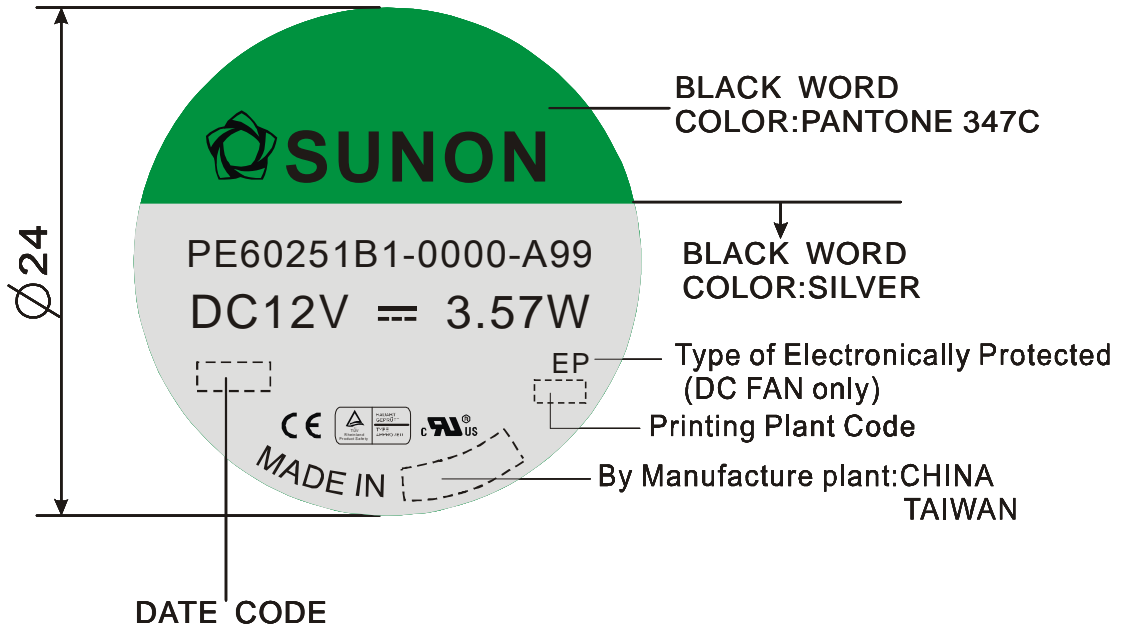 BLACK WORD
COLOR:PANTONE 347C
SUNON
BLACK WORD
COLOR:SILVER
PE60251B1-0000-A99
DC12V ⎓ 3.57W
Ø24
EP
Type of Electronically Protected
(DC FAN only)
Printing Plant Code
CE
c RU ® US
MADE IN
By Manufacture plant:CHINA
TAIWAN
DATE CODE